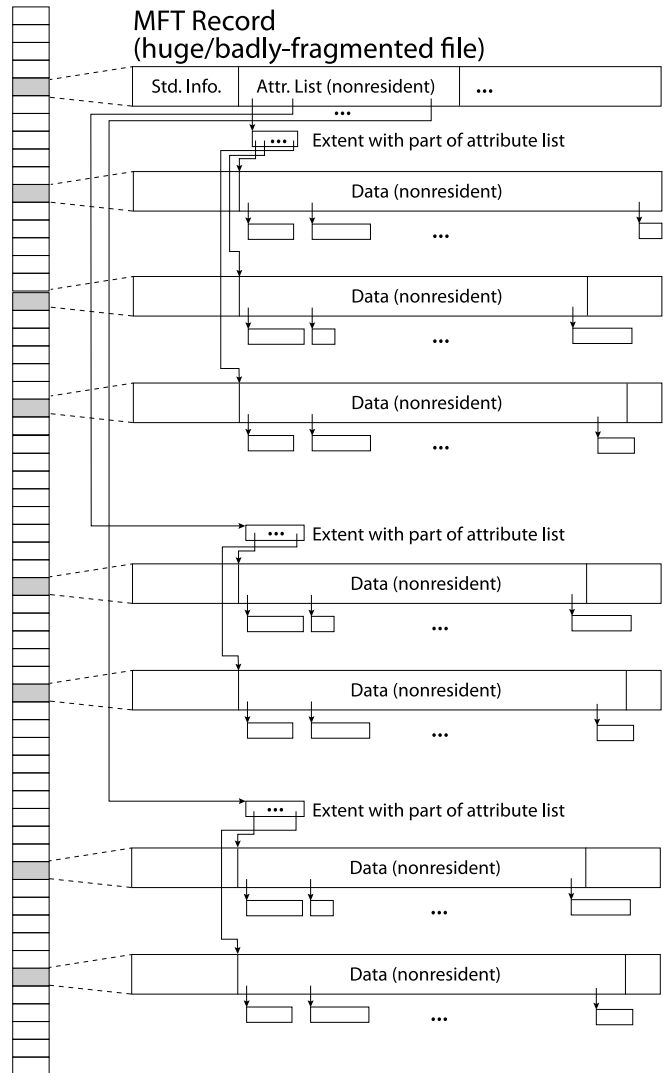 MFT Record
(huge/badly-fragmented file)
Std. Info. Attr. List (nonresident) ...
...
... Extent with part of attribute list
Data (nonresident)
...
Data (nonresident)
...
Data (nonresident)
...
... Extent with part of attribute list
Data (nonresident)
...
Data (nonresident)
...
... Extent with part of attribute list
Data (nonresident)
...
Data (nonresident)
...